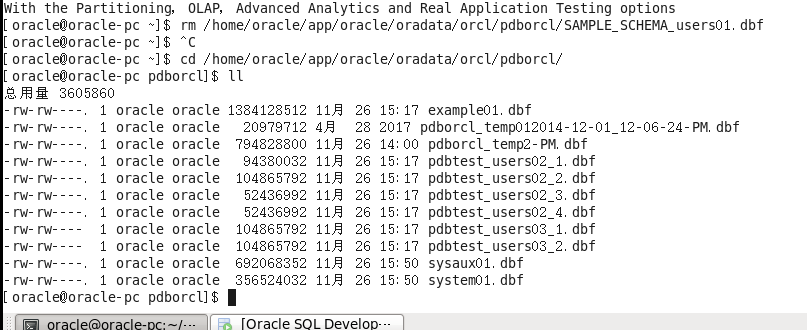 With the Partitioning, OLAP, Advanced Analytics and Real Application Testing options
[oracle@oracle-pc ~]$ rm /home/oracle/app/oracle/oradata/orcl/pdborcl/SAMPLE_SCHEMA_users01.dbf
[oracle@oracle-pc ~]$ ^C
[oracle@oracle-pc ~]$ cd /home/oracle/app/oracle/oradata/orcl/pdborcl/
[oracle@oracle-pc pdborcl]$ ll
总用量 3605860
-rw-rw----. 1 oracle oracle 1384128512 11月 26 15:17 example01.dbf
-rw-rw----. 1 oracle oracle   20979712 4月  28 2017 pdborcl_temp012014-12-01_12-06-24-PM.dbf
-rw-rw----. 1 oracle oracle  794828800 11月 26 14:00 pdborcl_temp2-PM.dbf
-rw-rw----. 1 oracle oracle   94380032 11月 26 15:17 pdbtest_users02_1.dbf
-rw-rw----. 1 oracle oracle  104865792 11月 26 15:17 pdbtest_users02_2.dbf
-rw-rw----. 1 oracle oracle   52436992 11月 26 15:17 pdbtest_users02_3.dbf
-rw-rw----. 1 oracle oracle   52436992 11月 26 15:17 pdbtest_users02_4.dbf
-rw-rw----  1 oracle oracle  104865792 11月 26 15:17 pdbtest_users03_1.dbf
-rw-rw----  1 oracle oracle  104865792 11月 26 15:17 pdbtest_users03_2.dbf
-rw-rw----. 1 oracle oracle  692068352 11月 26 15:50 sysaux01.dbf
-rw-rw----. 1 oracle oracle  356524032 11月 26 15:50 system01.dbf
[oracle@oracle-pc pdborcl]$
oracle@oracle-pc:~/··· [Oracle SQL Develop···